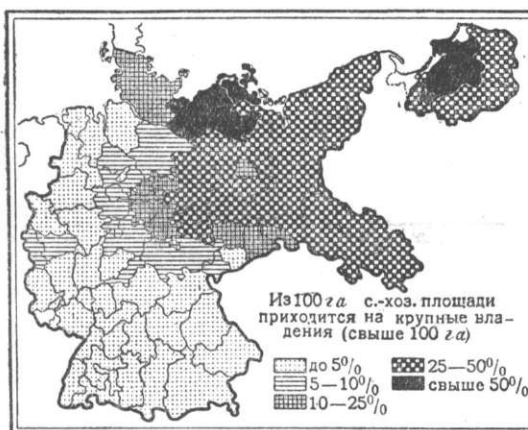 Из 100 га с.-хоз. площади
приходится на крупные вла-
дения (свыше 100 га)
до 5%
5—10%
10—25%
25—50%
свыше 50%